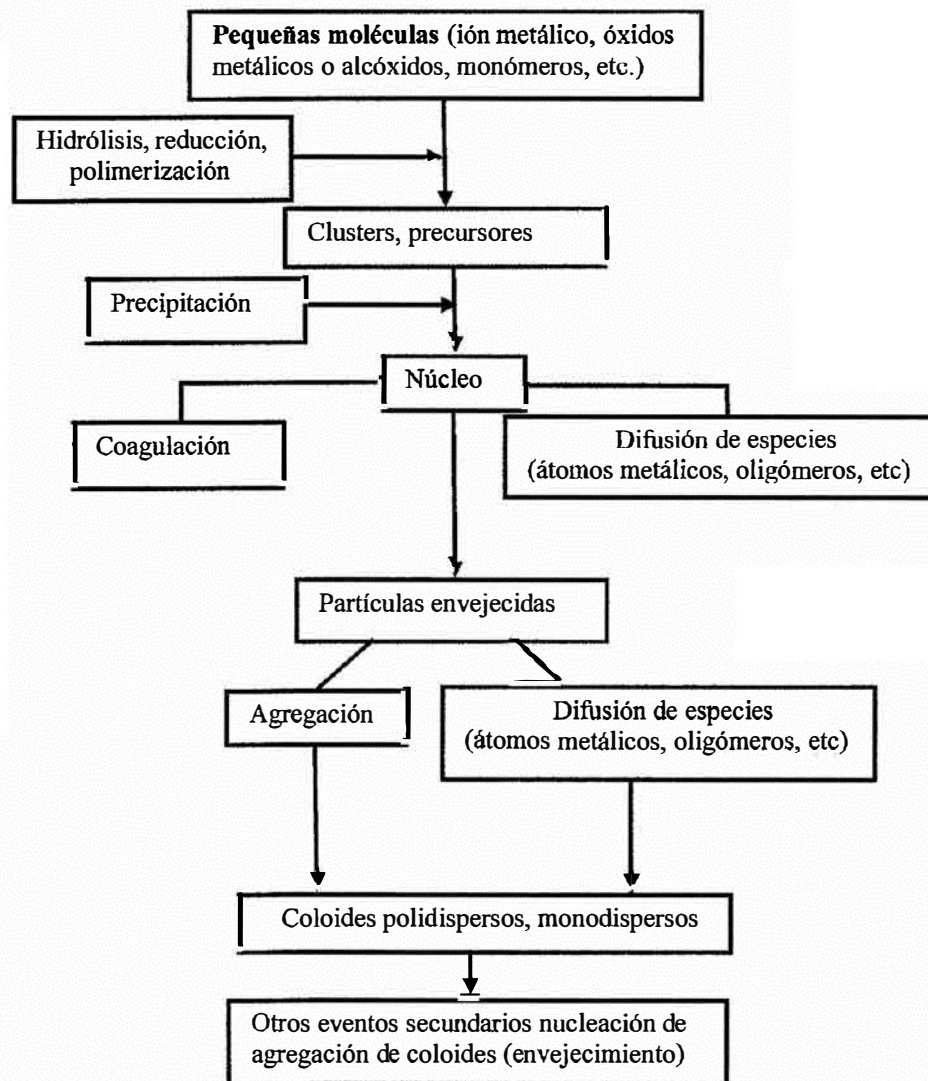 Pequeñas moléculas (ión metálico, óxidos
metálicos o alcóxidos, monómeros, etc.)
Hidrólisis, reducción,
polimerización
Clusters, precursores
Precipitación
Núcleo
Coagulación
Difusión de especies
(átomos metálicos, oligómeros, etc)
Partículas envejecidas
Agregación
Difusión de especies
(átomos metálicos, oligómeros, etc)
Coloides polidispersos, monodispersos
Otros eventos secundarios nucleación de
agregación de coloides (envejecimiento)